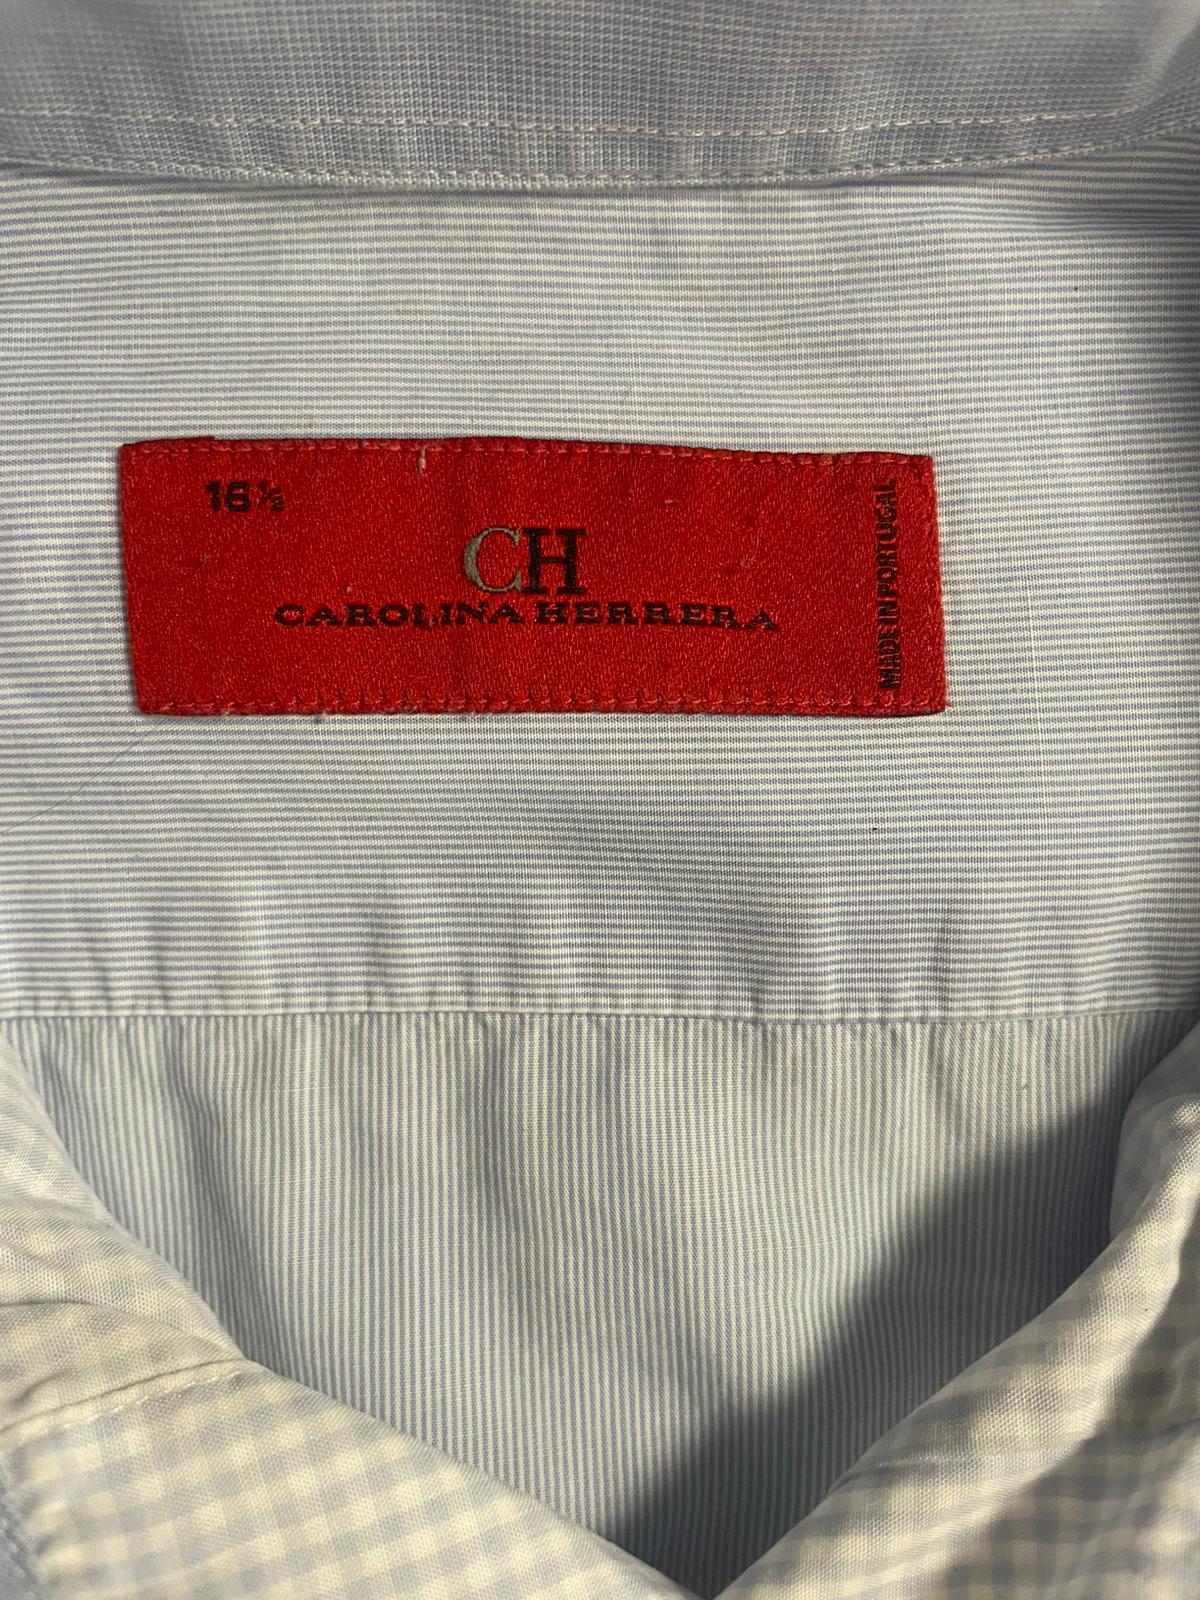 16½
CH
CAROLINA HERRERA
MADE IN PORTUGAL